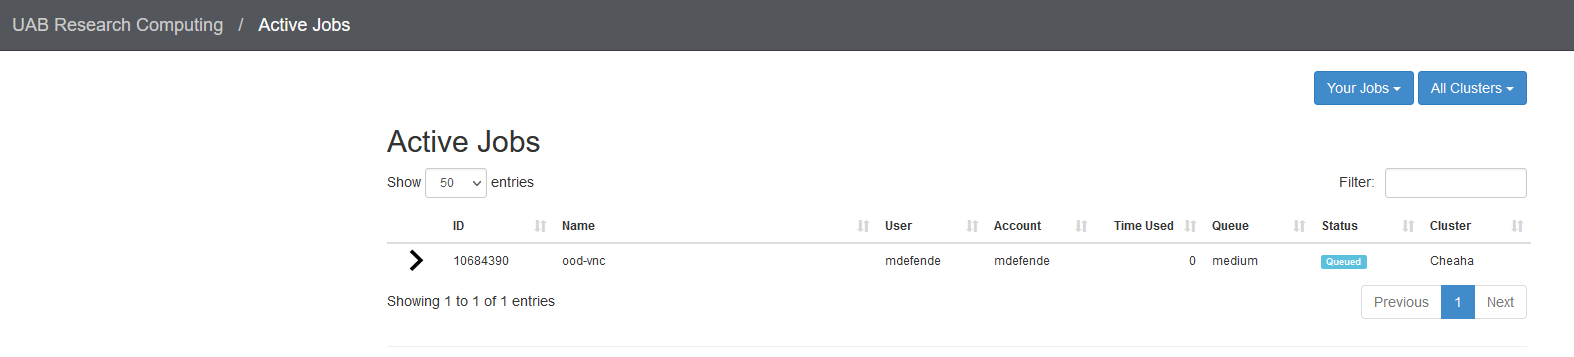 UAB Research Computing / Active Jobs
Your Jobs All Clusters
Active Jobs
Show 50 entries Filter:
ID Name User Account Time Used Queue Status Cluster
10684390 ood-vnc mdefende mdefende 0 medium Queued Cheaha
Showing 1 to 1 of 1 entries Previous 1 Next